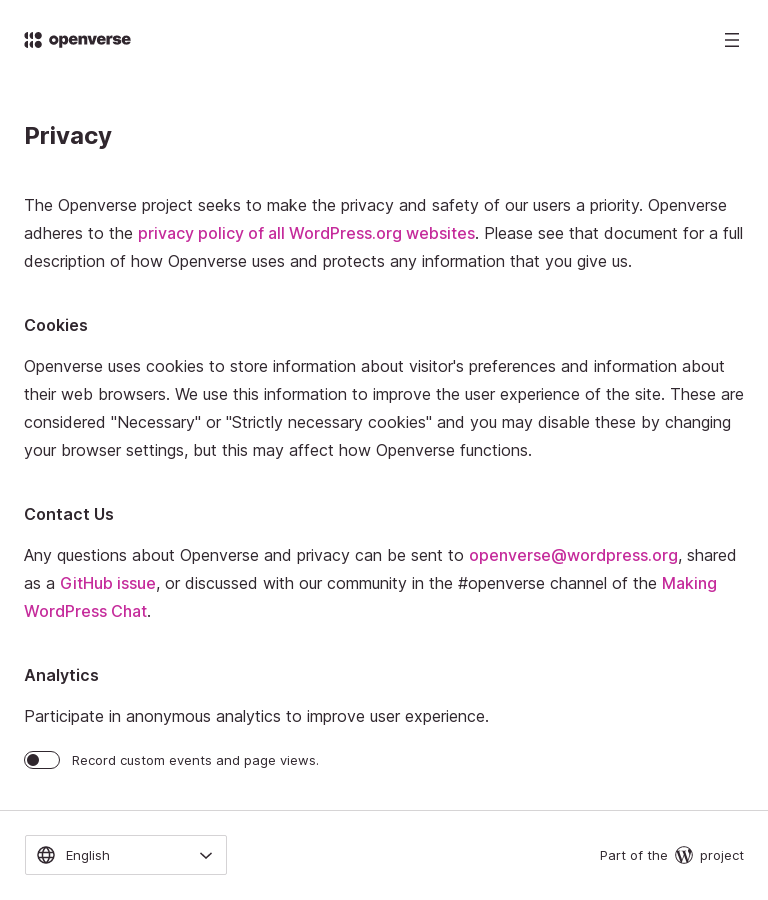 openverse
Privacy
The Openverse project seeks to make the privacy and safety of our users a priority. Openverse
adheres to the privacy policy of all WordPress.org websites. Please see that document for a full
description of how Openverse uses and protects any information that you give us.
Cookies
Openverse uses cookies to store information about visitor's preferences and information about
their web browsers. We use this information to improve the user experience of the site. These are
considered "Necessary" or "Strictly necessary cookies" and you may disable these by changing
your browser settings, but this may affect how Openverse functions.
Contact Us
Any questions about Openverse and privacy can be sent to openverse@wordpress.org, shared
as a GitHub issue, or discussed with our community in the #openverse channel of the Making
WordPress Chat.
Analytics
Participate in anonymous analytics to improve user experience.
Record custom events and page views.
English
Part of the project